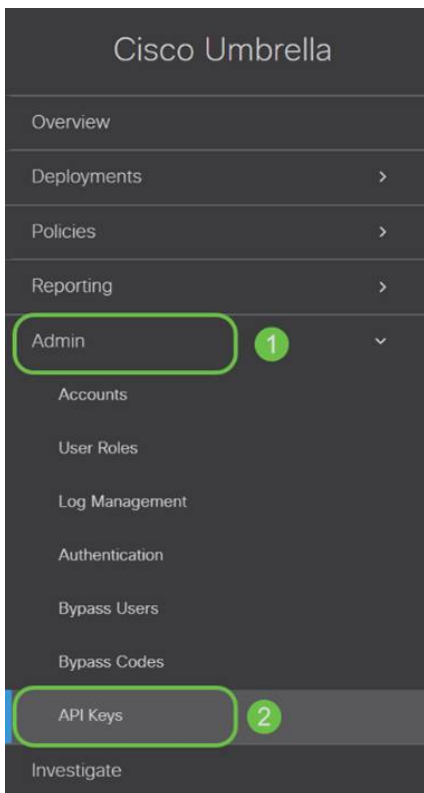 Cisco Umbrella
Overview
Deployments
Policies
Reporting
Admin 1
Accounts
User Roles
Log Management
Authentication
Bypass Users
Bypass Codes
API Keys 2
Investigate